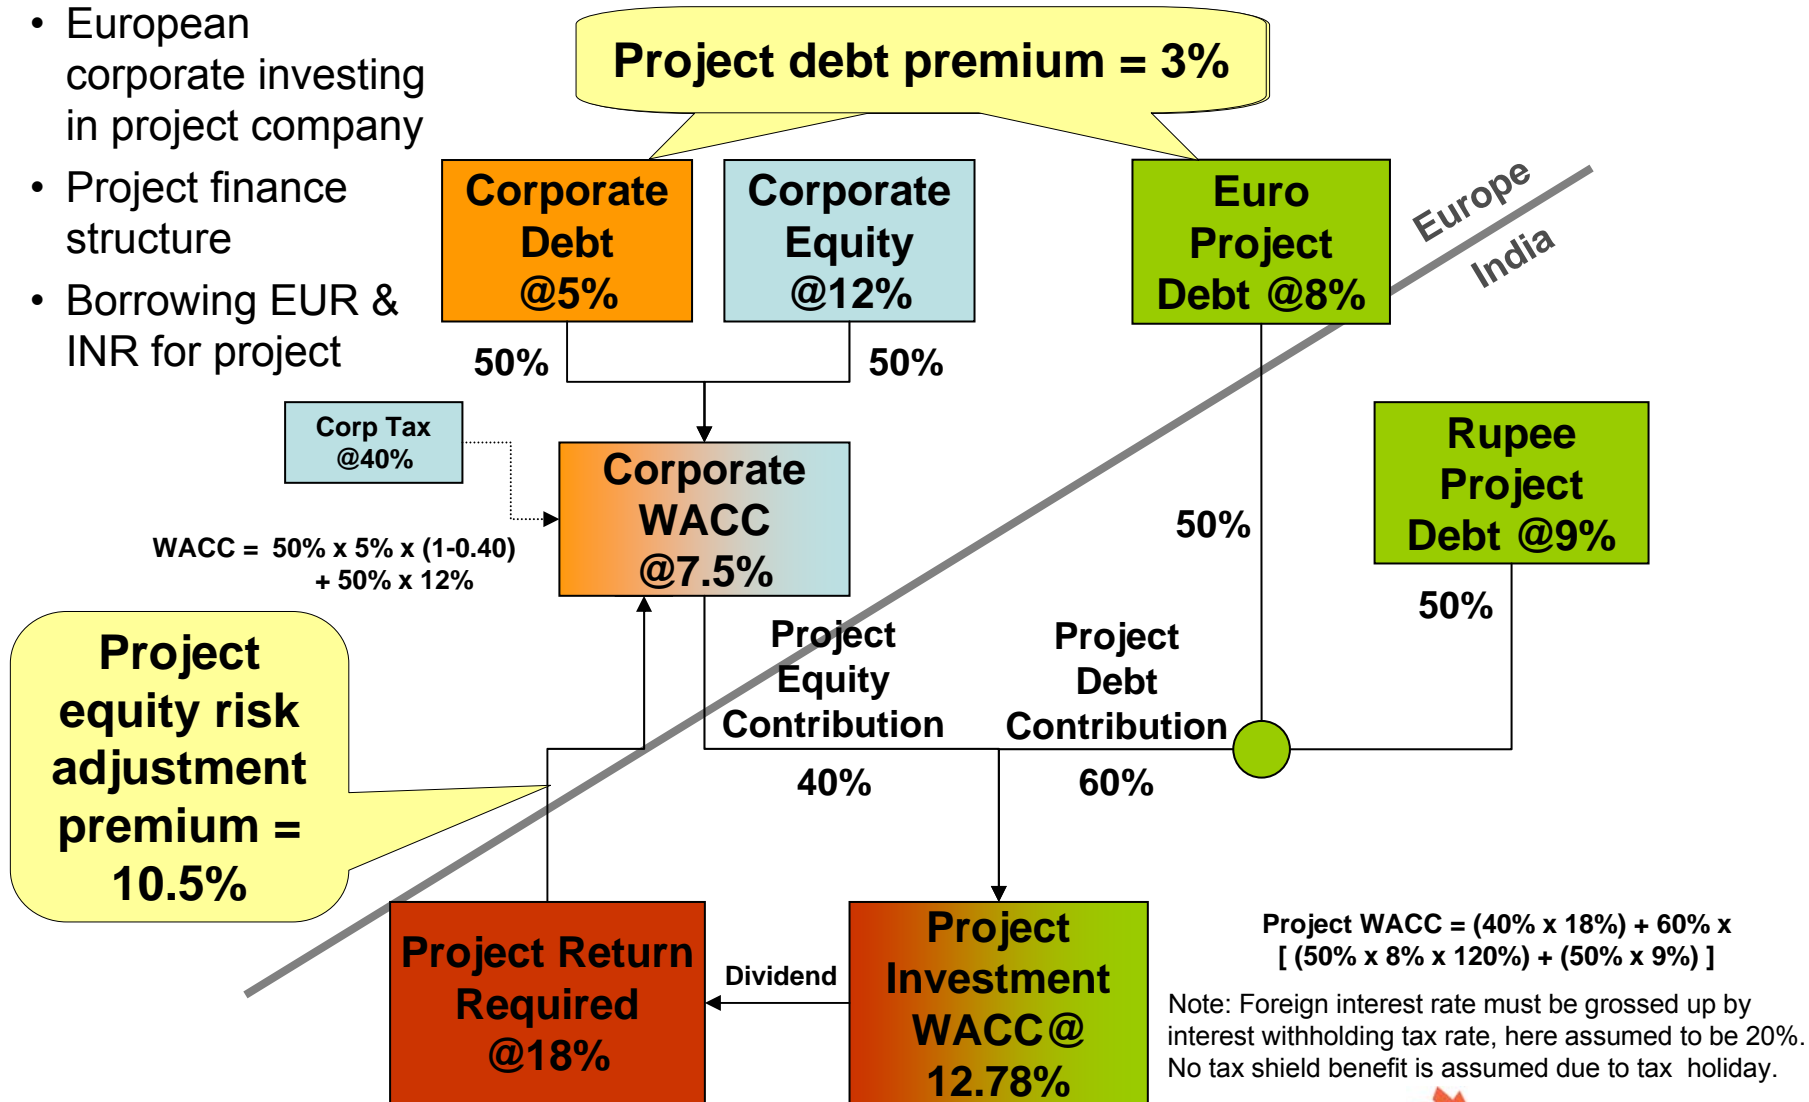 • European
corporate investing
in project company
• Project finance
structure
• Borrowing EUR &
INR for project
Project debt premium = 3%
Corporate
Debt
@5%
Corporate
Equity
@12%
Euro
Project
Debt @8%
Europe
India
50%
50%
Corp Tax
@40%
Corporate
WACC
@7.5%
WACC = 50% x 5% x (1-0.40)
+ 50% x 12%
50%
Rupee
Project
Debt @9%
50%
Project
equity risk
adjustment
premium =
10.5%
Project
Equity
Contribution
40%
Project
Debt
Contribution
60%
Project Return
Required
@18%
Dividend
Project
Investment
WACC@
12.78%
Project WACC = (40% x 18%) + 60% x
[ (50% x 8% x 120%) + (50% x 9%) ]
Note: Foreign interest rate must be grossed up by
interest withholding tax rate, here assumed to be 20%.
No tax shield benefit is assumed due to tax holiday.